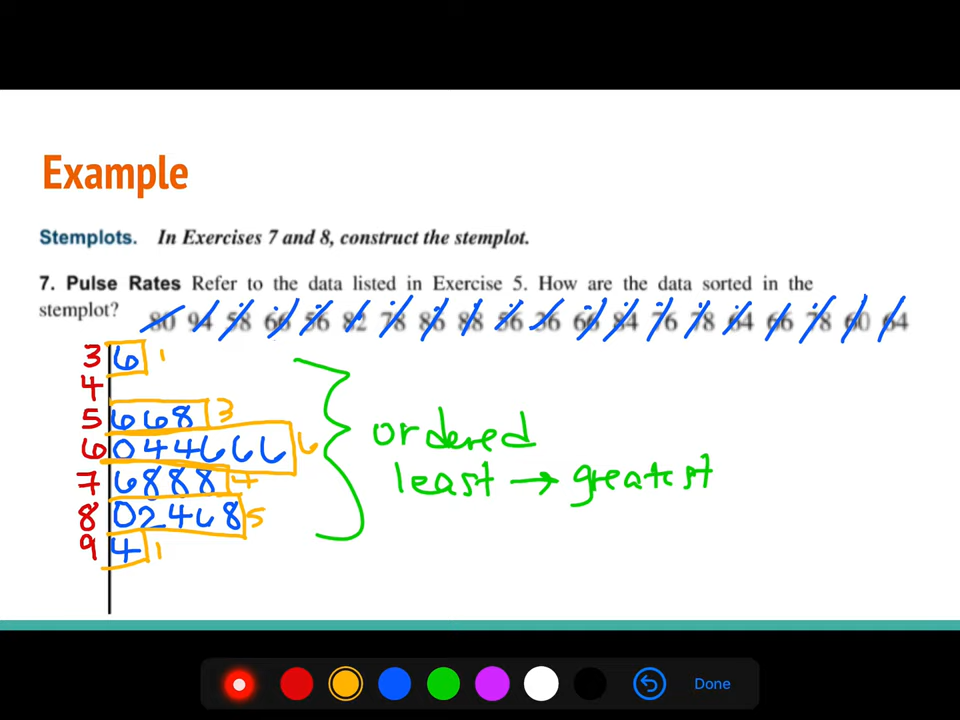 Example
Stemplots. In Exercises 7 and 8, construct the stemplot.
7. Pulse Rates Refer to the data listed in Exercise 5. How are the data sorted in the
stemplot?
80 94 58 66 56 82 78 86 88 56 36 66 84 76 78 64 66 78 60 64
3 6 1
4
5 668 3
6 044666 6
7 6888 4
8 02468 5
9 4 1
ordered
least → greatest
Done